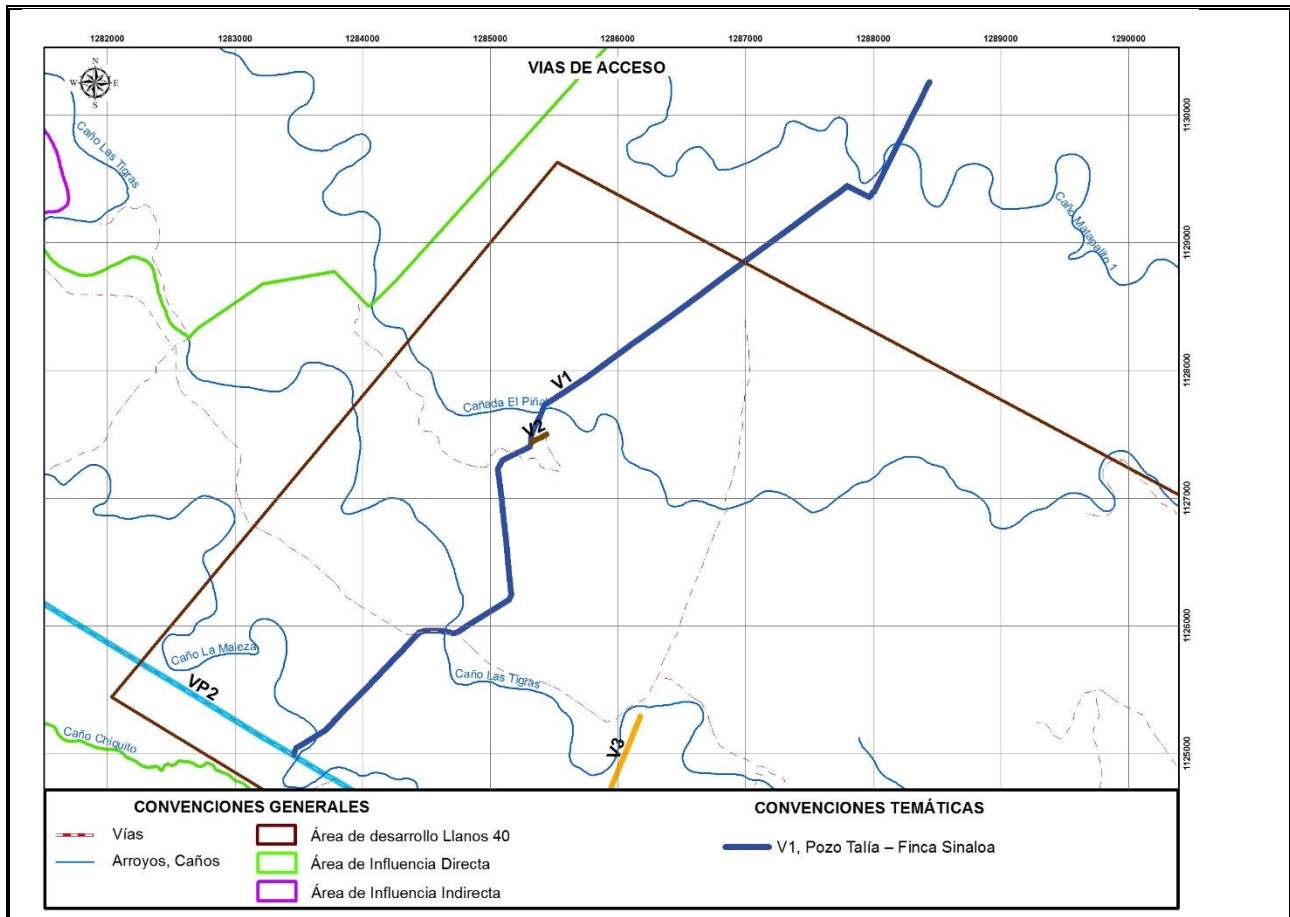 1282000 1283000 1284000 1285000 1286000 1287000 1288000 1289000 1290000
VIAS DE ACCESO
N
W E
S
1130000
Caño Las Tigras
Caño Matapalito 1
1129000
1128000
V1
Cañada El Piñal
V2
1127000
1126000
Caño La Maleza
Caño Las Tigras
VP2
Caño Chiquito
V3
1125000
CONVENCIONES GENERALES
Vías
Arroyos, Caños
Área de desarrollo Llanos 40
Área de Influencia Directa
Área de Influencia Indirecta
CONVENCIONES TEMÁTICAS
V1, Pozo Talía – Finca Sinaloa